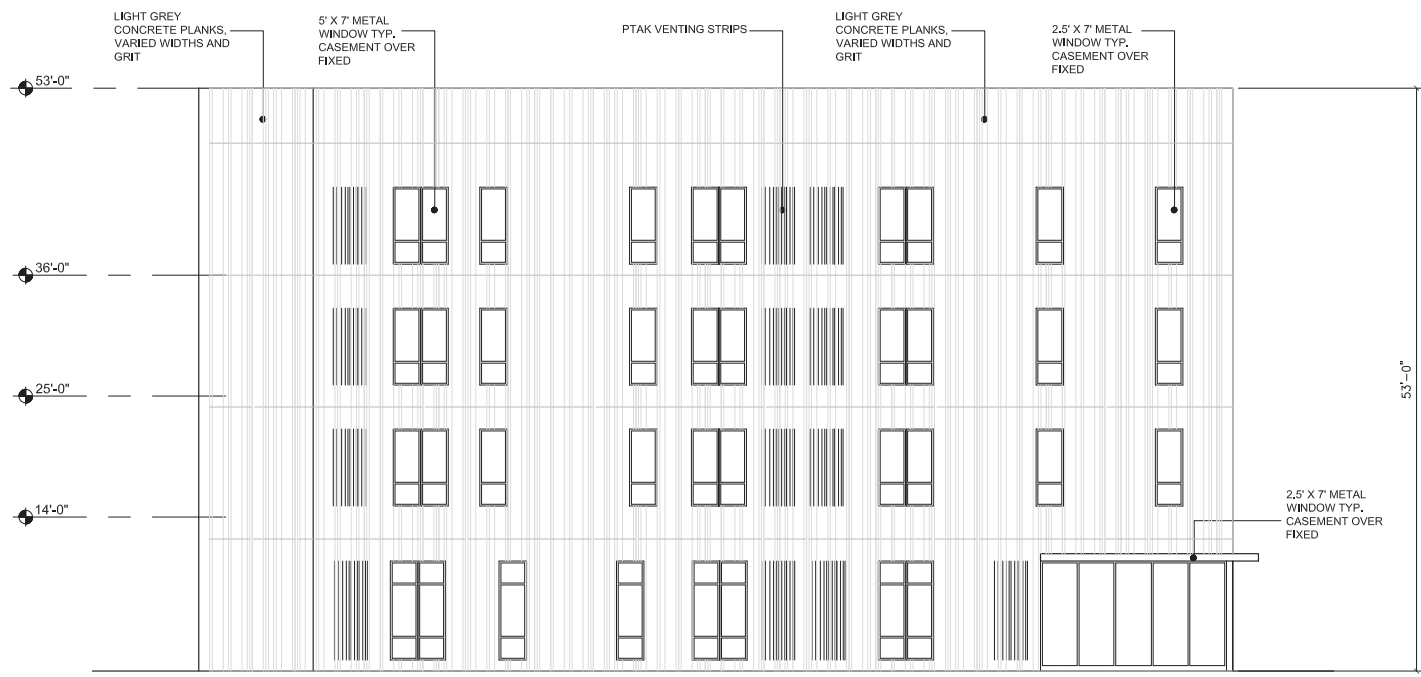 LIGHT GREY
CONCRETE PLANKS,
VARIED WIDTHS AND
GRIT
5' X 7' METAL
WINDOW TYP.
CASEMENT OVER
FIXED
PTAK VENTING STRIPS
LIGHT GREY
CONCRETE PLANKS,
VARIED WIDTHS AND
GRIT
2.5' X 7' METAL
WINDOW TYP.
CASEMENT OVER
FIXED
53'-0"
36'-0"
25'-0"
14'-0"
53'-0"
2.5' X 7' METAL
WINDOW TYP.
CASEMENT OVER
FIXED